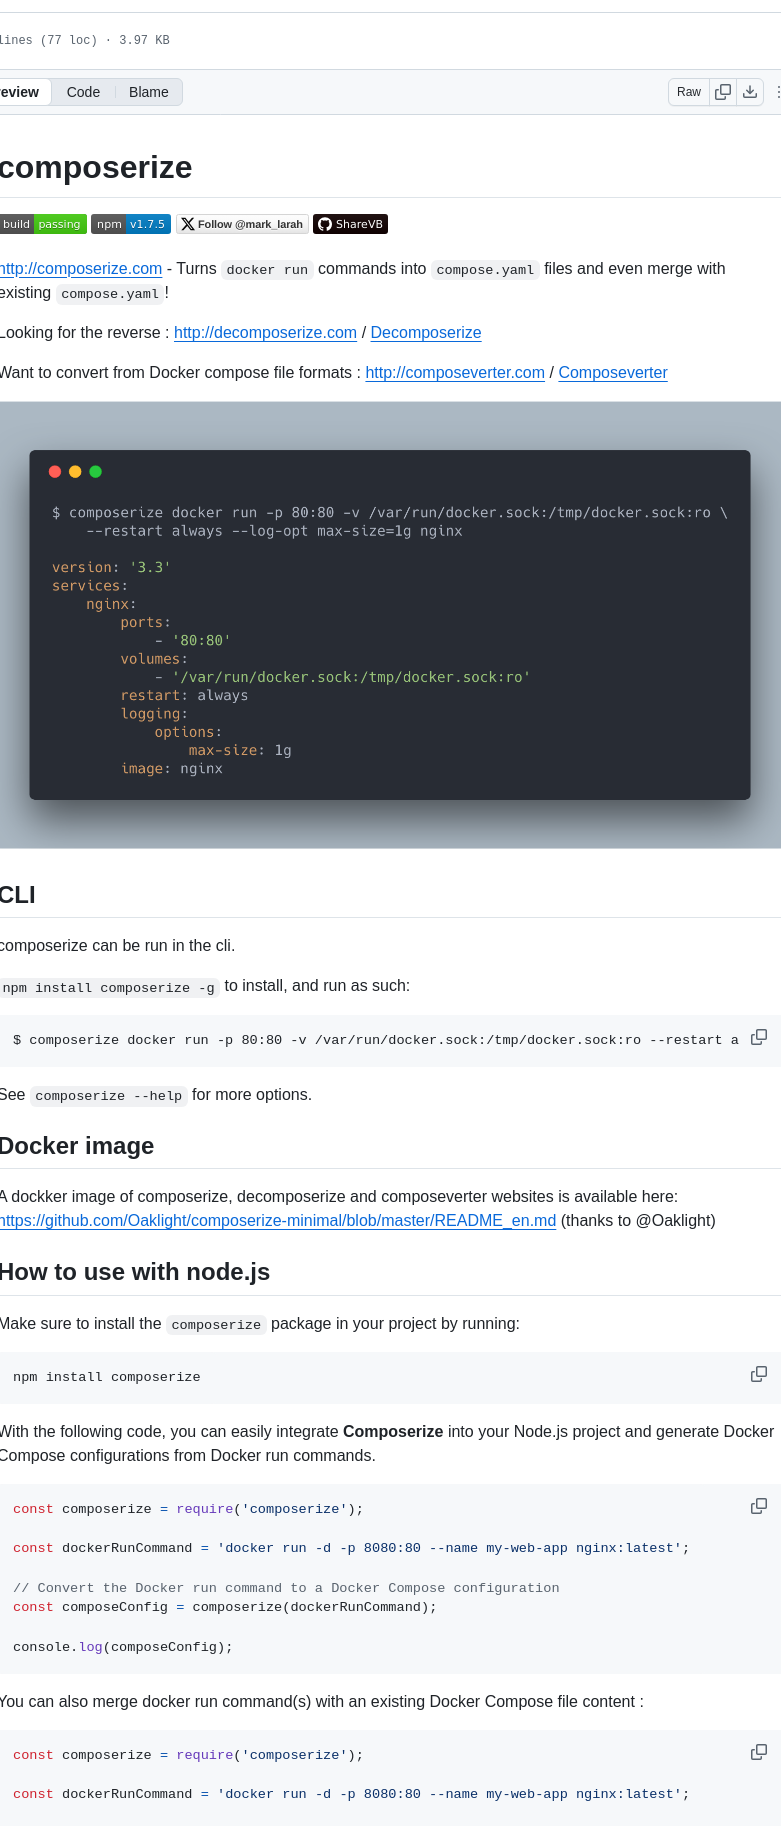 lines (77 loc) · 3.97 KB
eview Code Blame Raw
composerize
build passing npm v1.7.5 Follow @mark_larah ShareVB
http://composerize.com - Turns docker run commands into compose.yaml files and even merge with
existing compose.yaml!
Looking for the reverse : http://decomposerize.com / Decomposerize
Want to convert from Docker compose file formats : http://composeverter.com / Composeverter
$ composerize docker run -p 80:80 -v /var/run/docker.sock:/tmp/docker.sock:ro \
    --restart always --log-opt max-size=1g nginx
version: '3.3'
services:
    nginx:
        ports:
            - '80:80'
        volumes:
            - '/var/run/docker.sock:/tmp/docker.sock:ro'
        restart: always
        logging:
            options:
                max-size: 1g
        image: nginx
CLI
composerize can be run in the cli.
npm install composerize -g to install, and run as such:
$ composerize docker run -p 80:80 -v /var/run/docker.sock:/tmp/docker.sock:ro --restart a
See composerize --help for more options.
Docker image
A dockker image of composerize, decomposerize and composeverter websites is available here:
https://github.com/Oaklight/composerize-minimal/blob/master/README_en.md (thanks to @Oaklight)
How to use with node.js
Make sure to install the composerize package in your project by running:
npm install composerize
With the following code, you can easily integrate Composerize into your Node.js project and generate Docker
Compose configurations from Docker run commands.
const composerize = require('composerize');
const dockerRunCommand = 'docker run -d -p 8080:80 --name my-web-app nginx:latest';
// Convert the Docker run command to a Docker Compose configuration
const composeConfig = composerize(dockerRunCommand);
console.log(composeConfig);
You can also merge docker run command(s) with an existing Docker Compose file content :
const composerize = require('composerize');
const dockerRunCommand = 'docker run -d -p 8080:80 --name my-web-app nginx:latest';